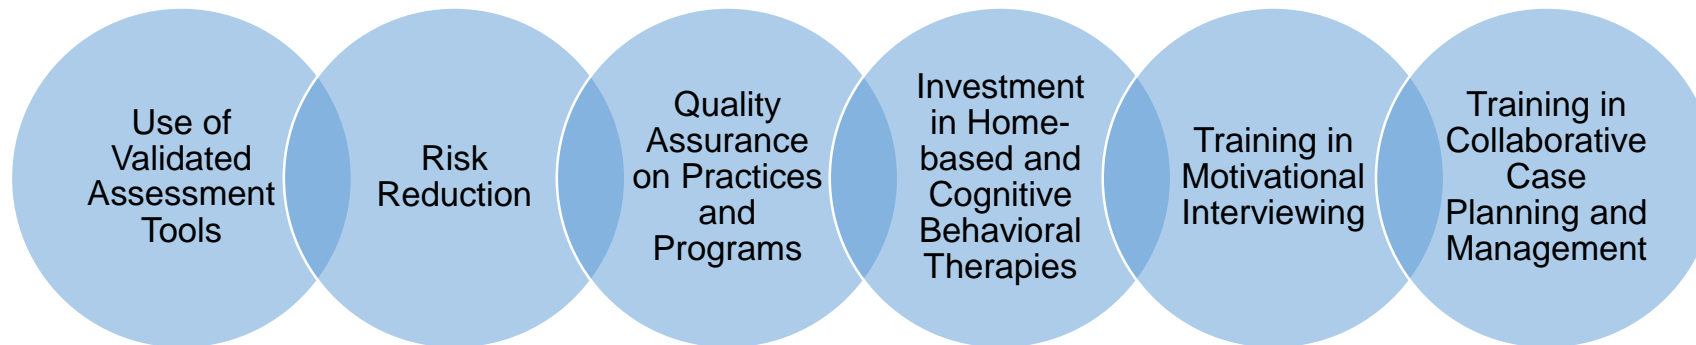 Use of
Validated
Assessment
Tools
Risk
Reduction
Quality
Assurance
on Practices
and
Programs
Investment
in Home-
based and
Cognitive
Behavioral
Therapies
Training in
Motivational
Interviewing
Training in
Collaborative
Case
Planning and
Management